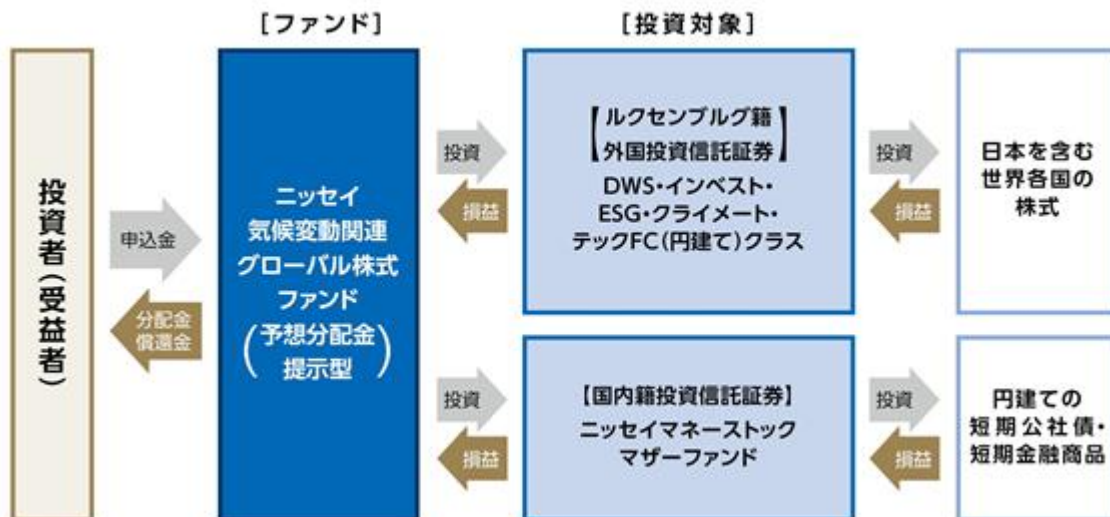 [ファンド]
[投資対象]
投資者(受益者)
申込金
分配金
償還金
ニッセイ
気候変動関連
グローバル株式
ファンド
(予想分配金
提示型)
投資
損益
【ルクセンブルグ籍
外国投資信託証券】
DWS・インベスト・
ESG・クライメート・
テックFC(円建て)クラス
投資
損益
日本を含む
世界各国の
株式
投資
損益
【国内籍投資信託証券】
ニッセイマネーストック
マザーファンド
投資
損益
円建ての
短期公社債・
短期金融商品